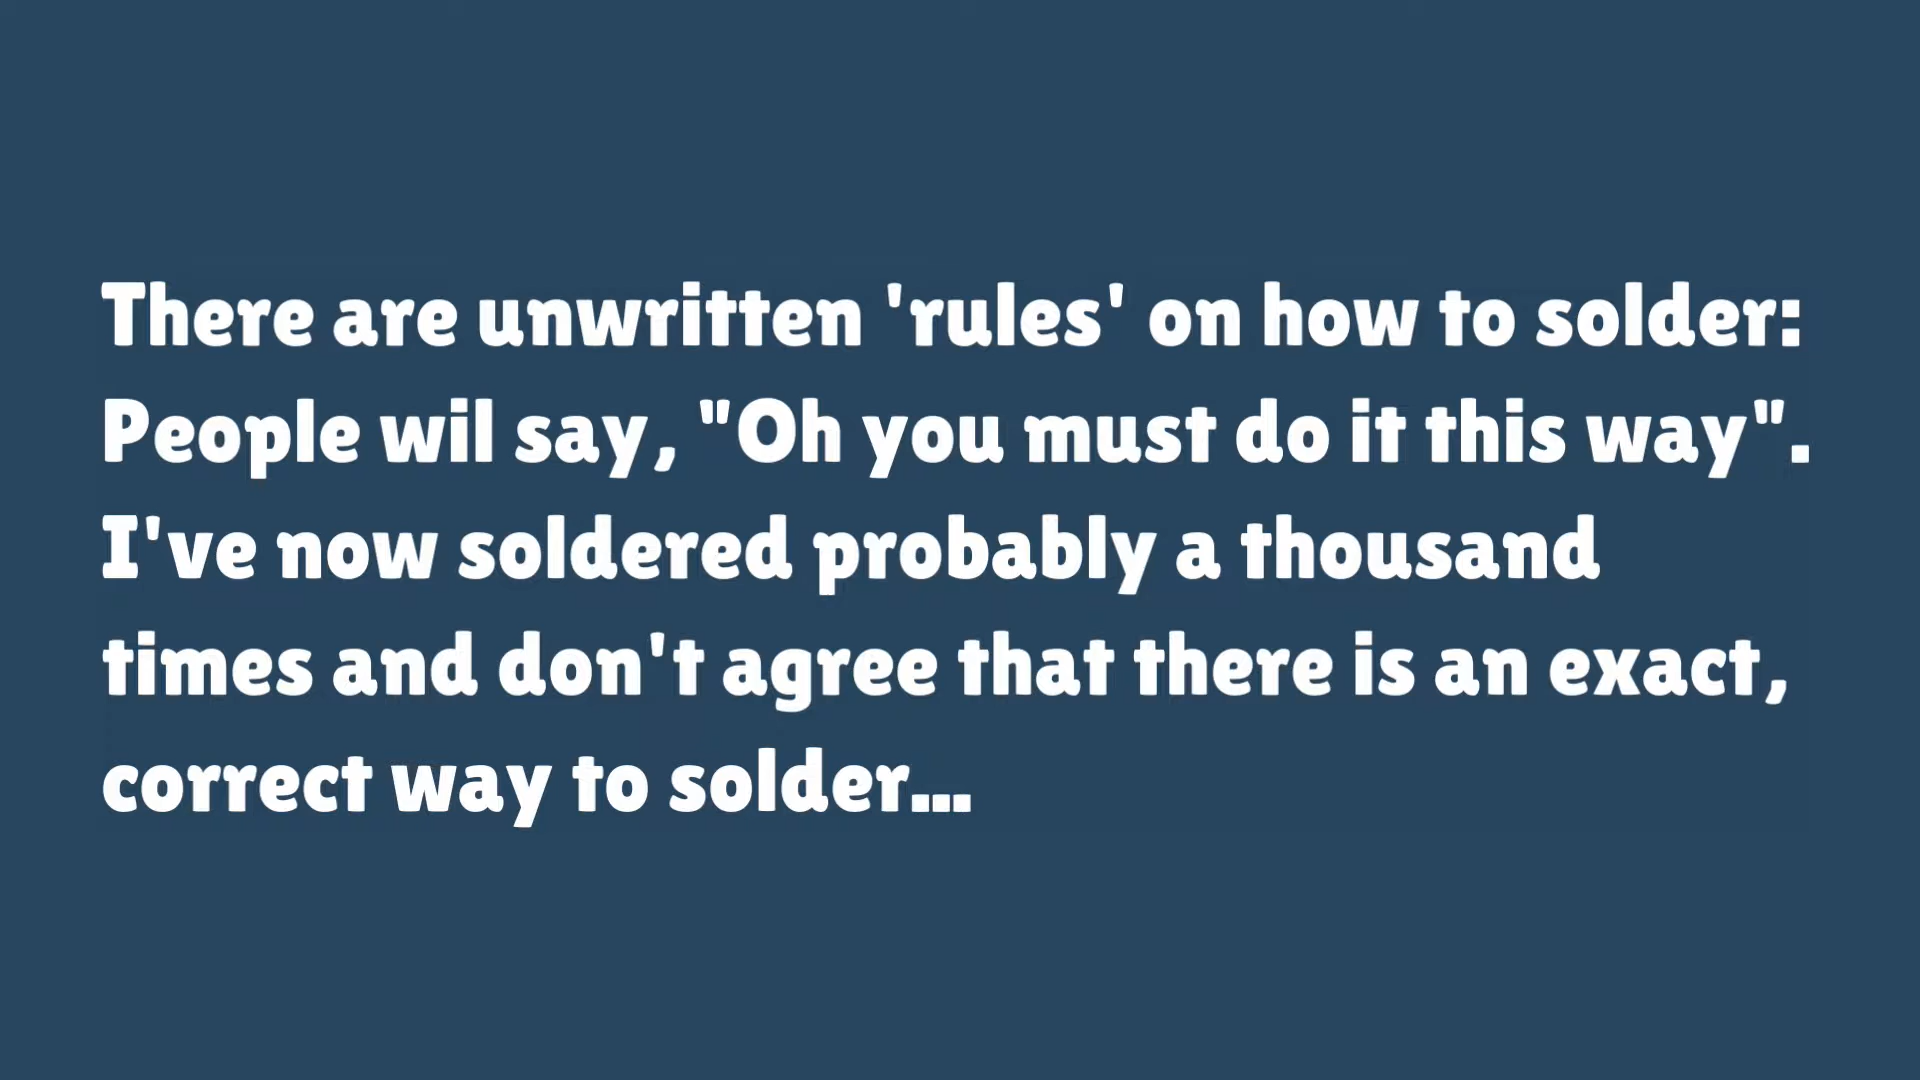 There are unwritten 'rules' on how to solder:
People wil say, "Oh you must do it this way".
I've now soldered probably a thousand
times and don't agree that there is an exact,
correct way to solder...